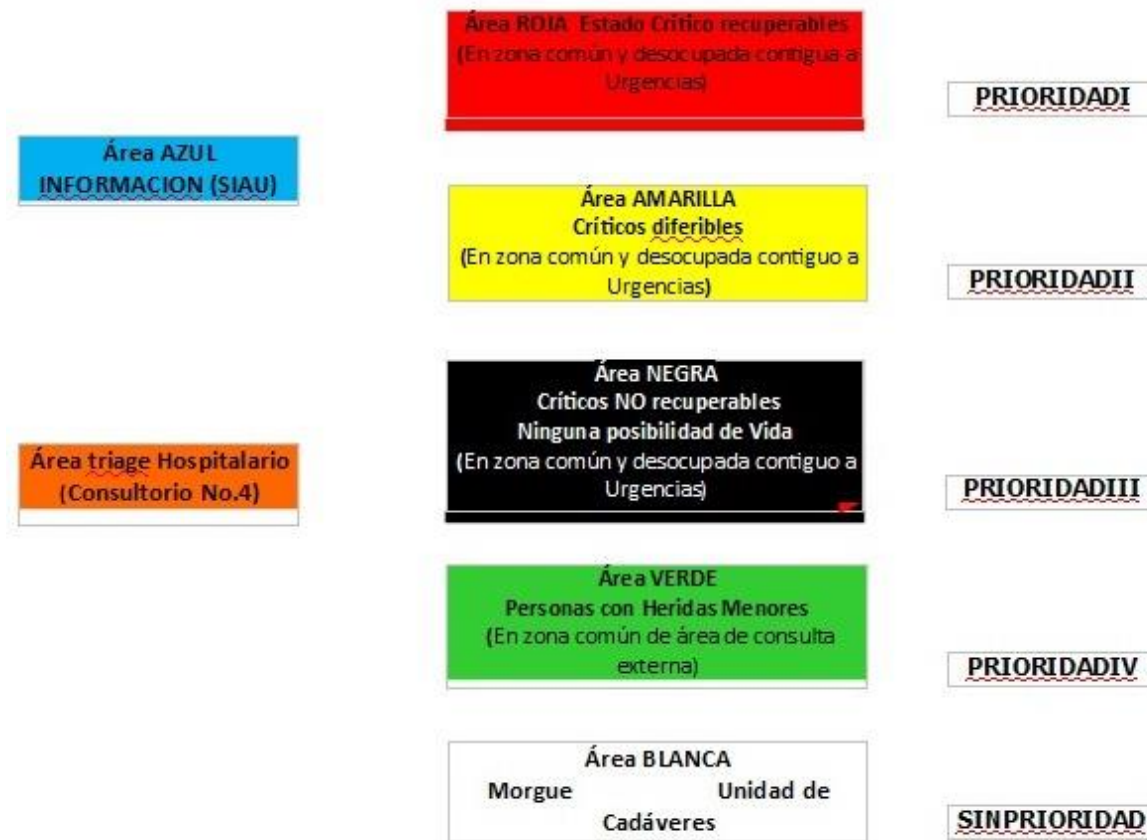 Área ROJA Estado Crítico recuperables
(En zona común y desocupada contigua a
Urgencias)
PRIORIDADI
Área AZUL
INFORMACION (SIAU)
Área AMARILLA
Críticos diferibles
(En zona común y desocupada contiguo a
Urgencias)
PRIORIDADII
Área NEGRA
Críticos NO recuperables
Ninguna posibilidad de Vida
(En zona común y desocupada contiguo a
Urgencias)
PRIORIDADIII
Área triage Hospitalario
(Consultorio No.4)
Área VERDE
Personas con Heridas Menores
(En zona común de área de consulta
externa)
PRIORIDADIV
Área BLANCA
Morgue Unidad de
Cadáveres
SINPRIORIDAD